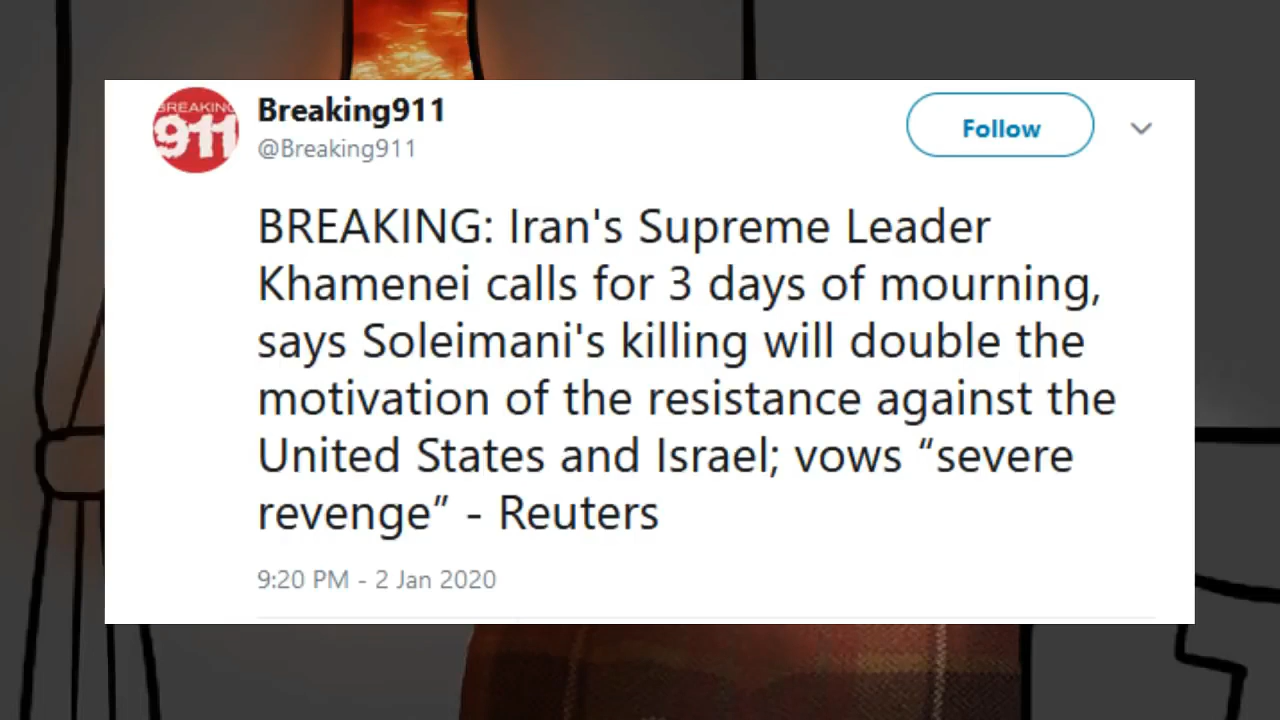 BREAKING
911
Breaking911
@Breaking911
Follow
BREAKING: Iran's Supreme Leader
Khamenei calls for 3 days of mourning,
says Soleimani's killing will double the
motivation of the resistance against the
United States and Israel; vows “severe
revenge” - Reuters
9:20 PM - 2 Jan 2020